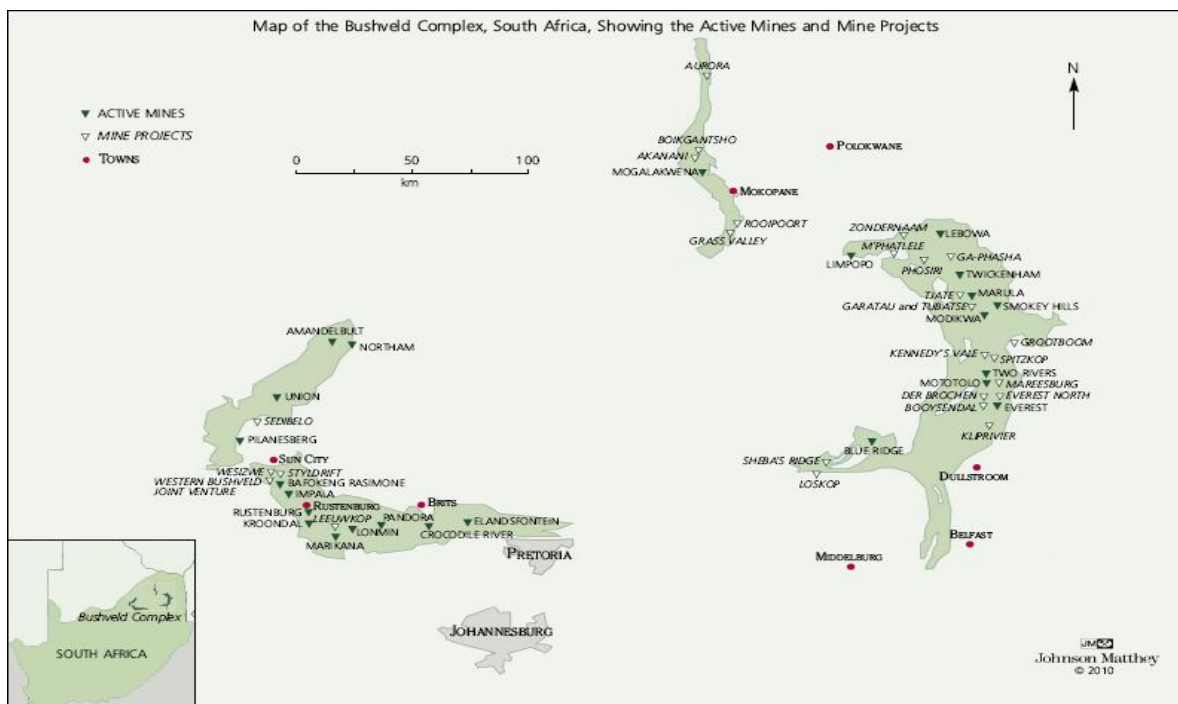 Map of the Bushveld Complex, South Africa, Showing the Active Mines and Mine Projects
N
ACTIVE MINES
MINE PROJECTS
TOWNS
0 50 100
km
AURORA
BOIKGANTSHO
AKANANI
MOGALAKWENA
MOKOPANE
POLOKWANE
ROOIPOORT
GRASS VALLEY
ZONDERNAAM
LEBOWA
M'PHATLELE
LIMPOPO
PHOSIRI
GA-PHASHA
TWICKENHAM
TJATE
MARULA
GARATAU and TUBATSE
SMOKEY HILLS
MODIKWA
GROOTBOOM
KENNEDY'S VALE
SPITZKOP
TWO RIVERS
MOTOTOLO
MAREESBURG
DER BROCHEN
EVEREST NORTH
BOOYSENDAL
EVEREST
KLIPRIVIER
BLUE RIDGE
SHEBA'S RIDGE
LOSKOP
DULLSTROOM
BELFAST
MIDDELBURG
AMANDELBULT
NORTHAM
UNION
SEDIBELO
PILANESBERG
SUN CITY
WESIZWE
STYLDRIFT
WESTERN BUSHVELD
JOINT VENTURE
BAFOKENG RASIMONE
IMPALA
RUSTENBURG
RUSTENBURG
LEEUWKOP
KROONDAL
BRITS
PANDORA
ELANDSFONTEIN
LONMIN
CROCODILE RIVER
MARIKANA
PRETORIA
JOHANNESBURG
Bushveld Complex
SOUTH AFRICA
JM
Johnson Matthey
© 2010